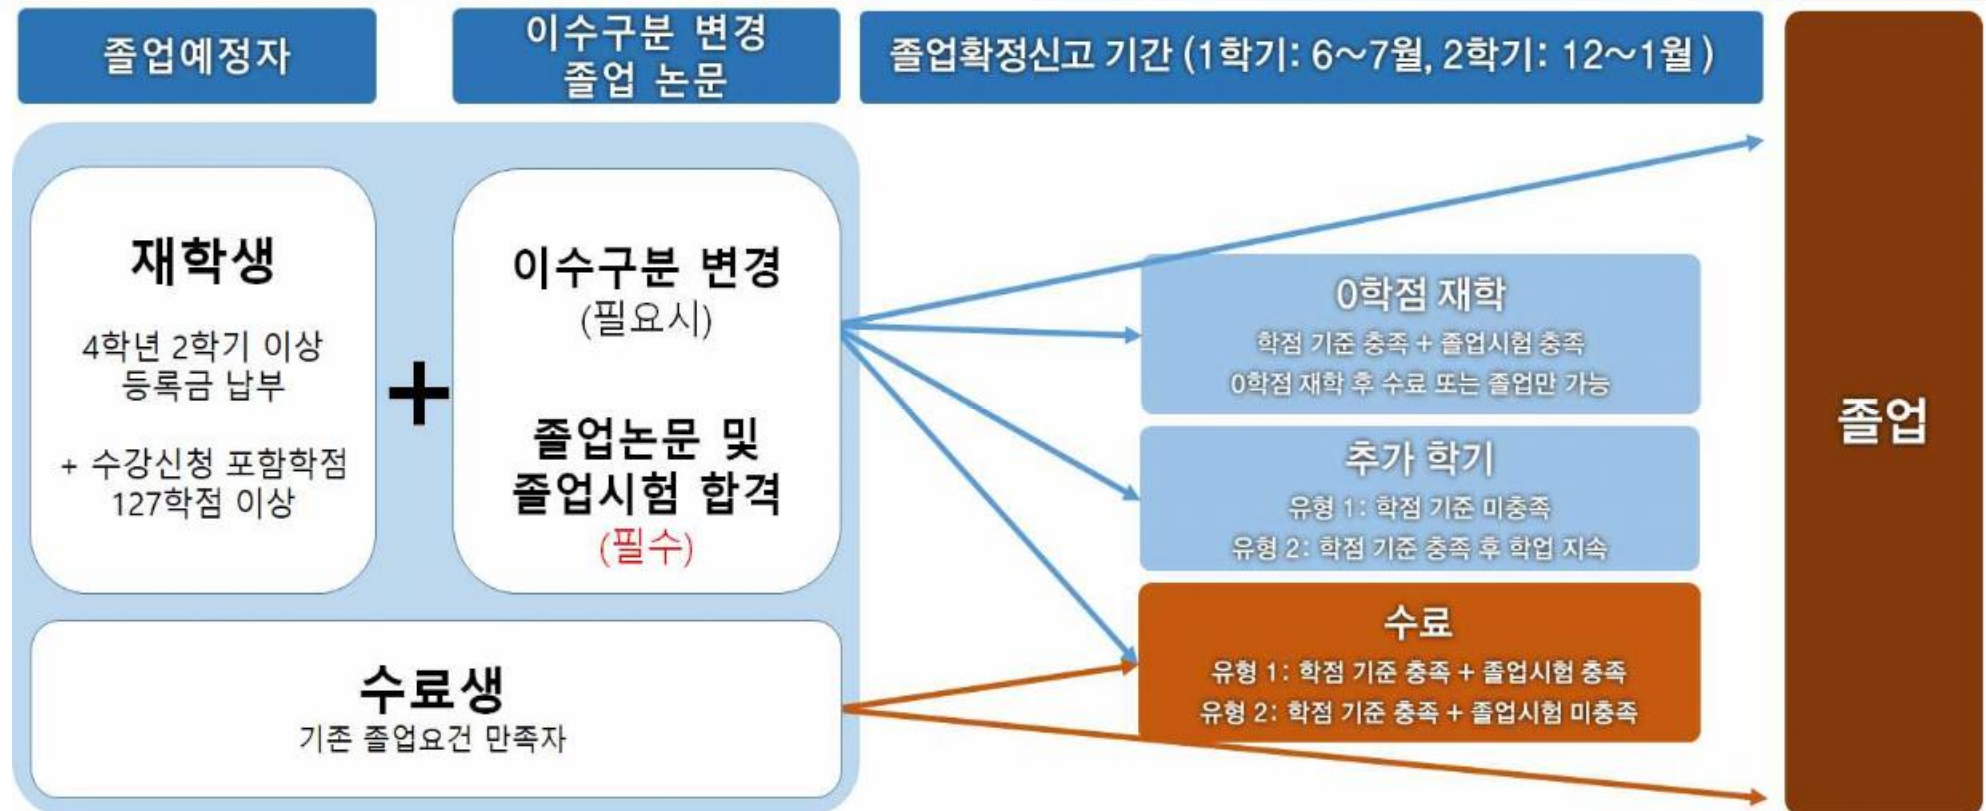 졸업예정자
이수구분 변경
졸업 논문
졸업확정신고 기간 (1학기: 6~7월, 2학기: 12~1월 )
재학생
4학년 2학기 이상
등록금 납부
+ 수강신청 포함학점
127학점 이상
+
이수구분 변경
(필요시)
졸업논문 및
졸업시험 합격
(필수)
수료생
기존 졸업요건 만족자
0학점 재학
학점 기준 충족 + 졸업시험 충족
0학점 재학 후 수료 또는 졸업만 가능
추가 학기
유형 1: 학점 기준 미충족
유형 2: 학점 기준 충족 후 학업 지속
수료
유형 1: 학점 기준 충족 + 졸업시험 충족
유형 2: 학점 기준 충족 + 졸업시험 미충족
졸업